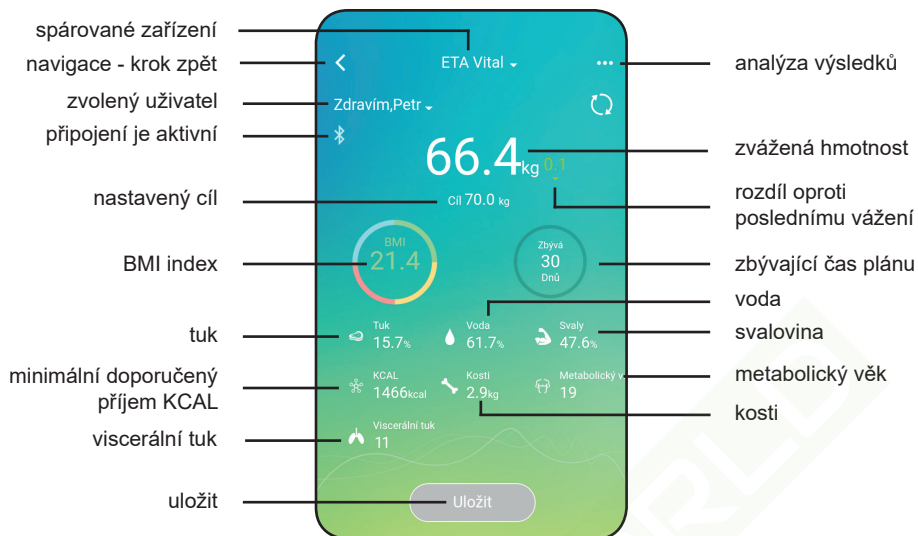 spárované zařízení
navigace - krok zpět
zvolený uživatel
připojení je aktivní
nastavený cíl
BMI index
tuk
minimální doporučený
příjem KCAL
viscerální tuk
uložit
ETA Vital
Zdravím,Petr
66.4kg 0.1
Cíl 70.0 kg
BMI
21.4
Zbývá
30
Dnů
Tuk
15.7%
Voda
61.7%
Svaly
47.6%
KCAL
1466kcal
Kosti
2.9kg
Metabolický v
19
Viscerální tuk
11
Uložit
analýza výsledků
zvážená hmotnost
rozdíl oproti
poslednímu vážení
zbývající čas plánu
voda
svalovina
metabolický věk
kosti